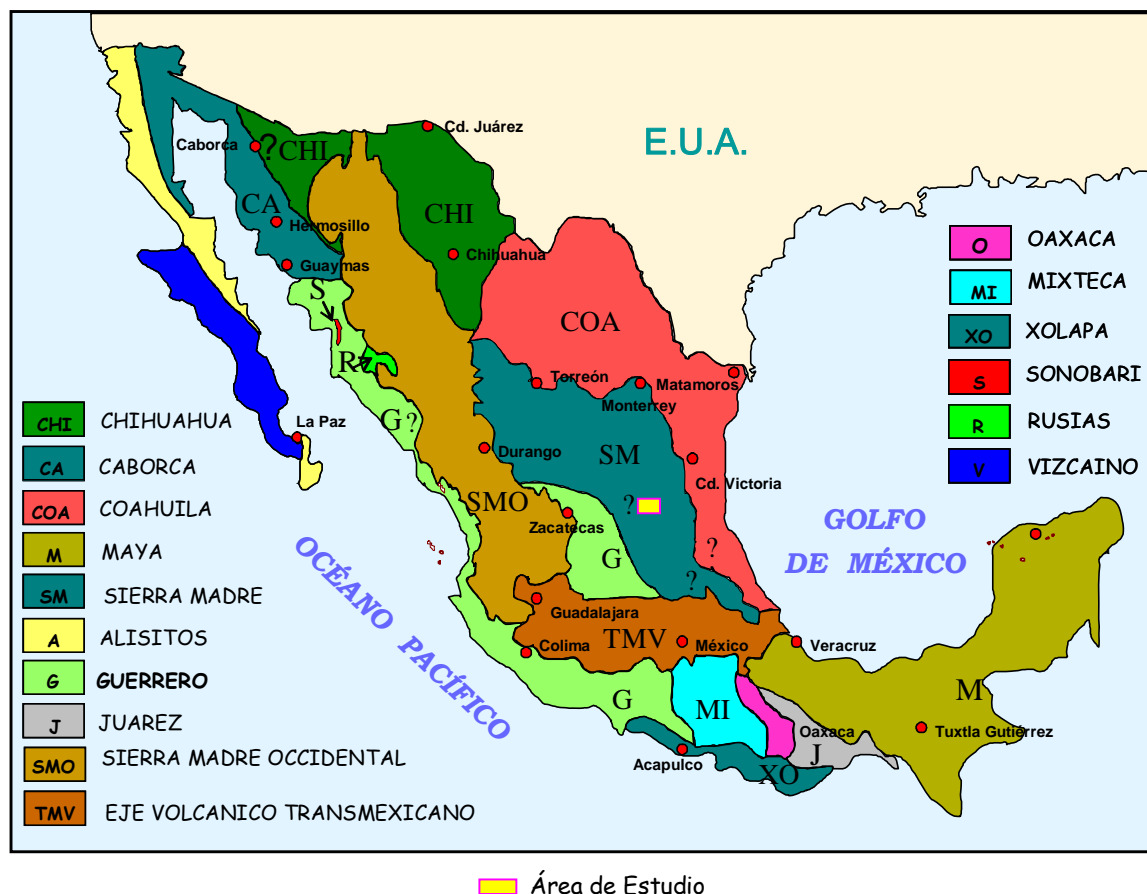 Cd. Juárez
E.U.A.
Caborca
?CHI
CHI
CA
Hermosillo
Chihuahua
Guaymas
S
COA
R
Torreón
Matamoros
Monterrey
G?
La Paz
Durango
SM
Cd. Victoria
SMO
?
Zacatecas
G
?
?
GOLFO
DE MÉXICO
OCÉANO PACÍFICO
Guadalajara
TMV
México
Colima
Veracruz
G
MI
M
Oaxaca
J
Tuxtla Gutiérrez
Acapulco
XO
O OAXACA
MI MIXTECA
XO XOLAPA
S SONOBARI
R RUSIAS
V VIZCAINO
CHI CHIHUAHUA
CA CABORCA
COA COAHUILA
M MAYA
SM SIERRA MADRE
A ALISITOS
G GUERRERO
J JUAREZ
SMO SIERRA MADRE OCCIDENTAL
TMV EJE VOLCANICO TRANSMEXICANO
Área de Estudio